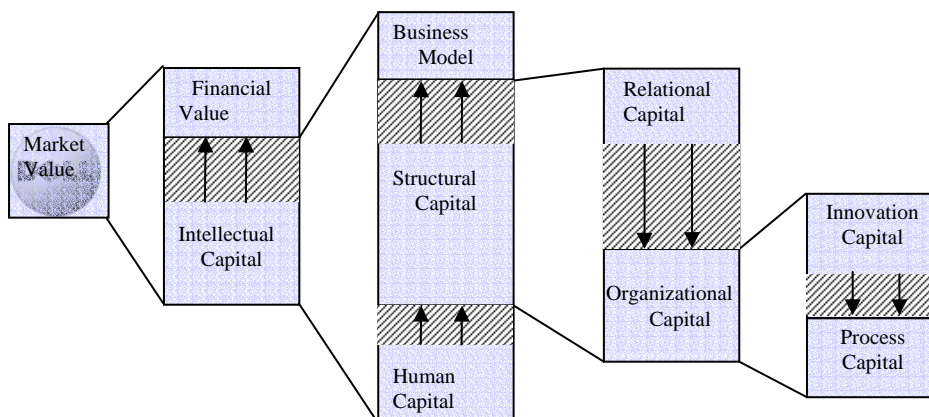 Market
Value
Financial
Value
Intellectual
Capital
Business
Model
Structural
Capital
Human
Capital
Relational
Capital
Organizational
Capital
Innovation
Capital
Process
Capital